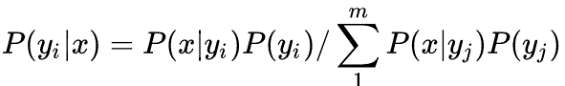 P(y_i|x) = P(x|y_i)P(y_i)/ \sum_{1}^{m} P(x|y_j)P(y_j)